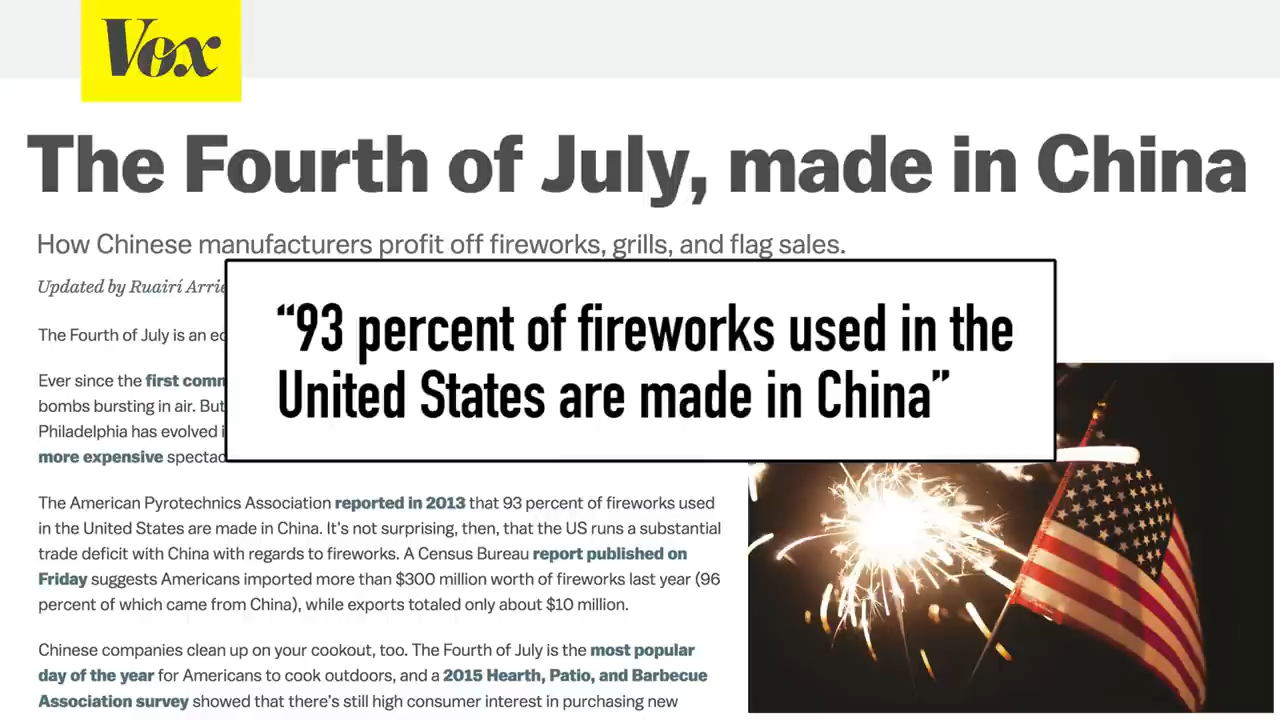 Vox
The Fourth of July, made in China
How Chinese manufacturers profit off fireworks, grills, and flag sales.
Updated by Ruairí
“93 percent of fireworks used in the
United States are made in China”
The Fourth of July is an
Ever since the first
bombs bursting in air. But
Philadelphia has evolved
more expensive
The American Pyrotechnics Association reported in 2013 that 93 percent of fireworks used
in the United States are made in China. It's not surprising, then, that the US runs a substantial
trade deficit with China with regards to fireworks. A Census Bureau report published on
Friday suggests Americans imported more than $300 million worth of fireworks last year (96
percent of which came from China), while exports totaled only about $10 million.
Chinese companies clean up on your cookout, too. The Fourth of July is the most popular
day of the year for Americans to cook outdoors, and a 2015 Hearth, Patio, and Barbecue
Association survey showed that there's still high consumer interest in purchasing new